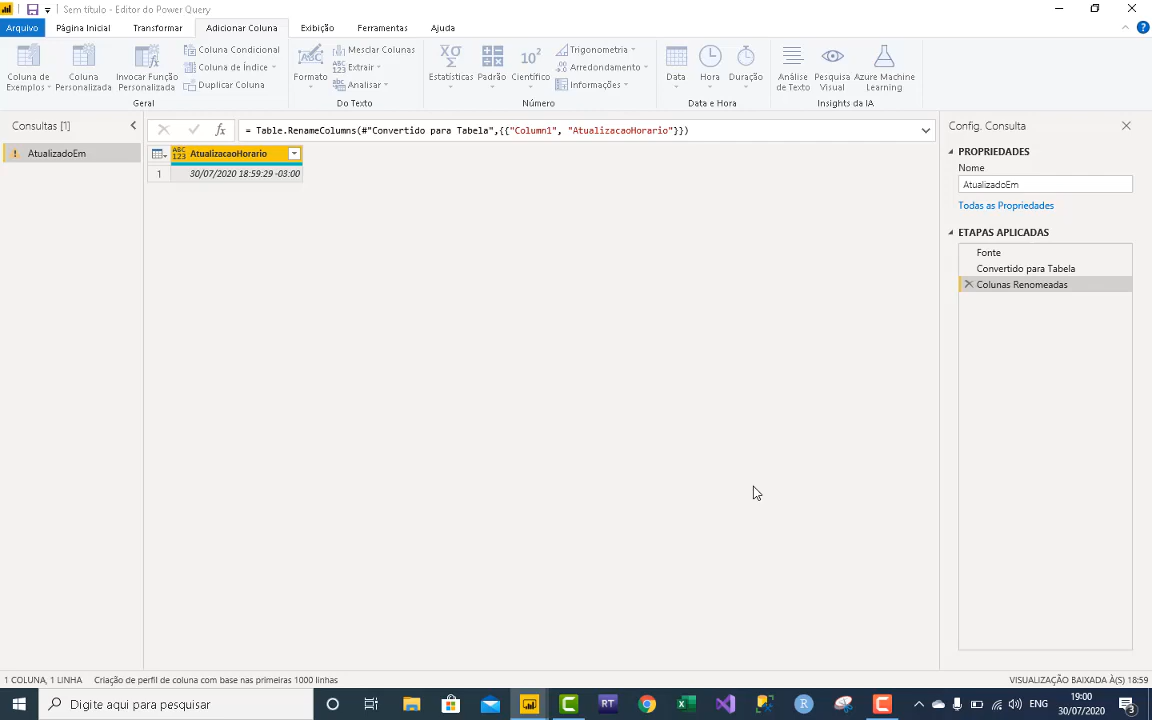 Sem título - Editor do Power Query
Arquivo Página Inicial Transformar Adicionar Coluna Exibição Ferramentas Ajuda
Coluna de Exemplos
Coluna Personalizada
Invocar Função Personalizada
Coluna Condicional
Coluna de Índice
Duplicar Coluna
Geral
Formato
Mesclar Colunas
Extrair
Analisar
Do Texto
Estatísticas
Padrão
Científico
Trigonometria
Arredondamento
Informações
Número
Data
Hora
Duração
Data e Hora
Análise de Texto
Pesquisa Visual
Azure Machine Learning
Insights da IA
Consultas [1]
AtualizadoEm
= Table.RenameColumns(#"Convertido para Tabela",{{"Column1", "AtualizacaoHorario"}})
ABC 123 AtualizacaoHorario
1 30/07/2020 18:59:29 -03:00
Config. Consulta
PROPRIEDADES
Nome
AtualizadoEm
Todas as Propriedades
ETAPAS APLICADAS
Fonte
Convertido para Tabela
Colunas Renomeadas
1 COLUNA, 1 LINHA Criação de perfil de coluna com base nas primeiras 1000 linhas
VISUALIZAÇÃO BAIXADA À(S) 18:59
Digite aqui para pesquisar
RT
R
ENG
19:00
30/07/2020
3